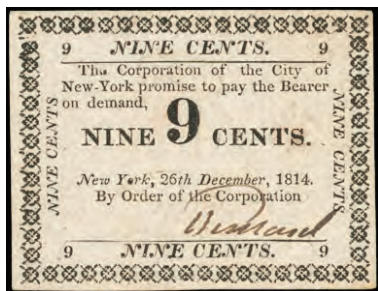 9 NINE CENTS. 9
The Corporation of the City of
New-York promise to pay the Bearer
on demand,
NINE 9 CENTS.
New York, 26th December, 1814.
By Order of the Corporation
9 NINE CENTS. 9
NINE CENTS
NINE CENTS